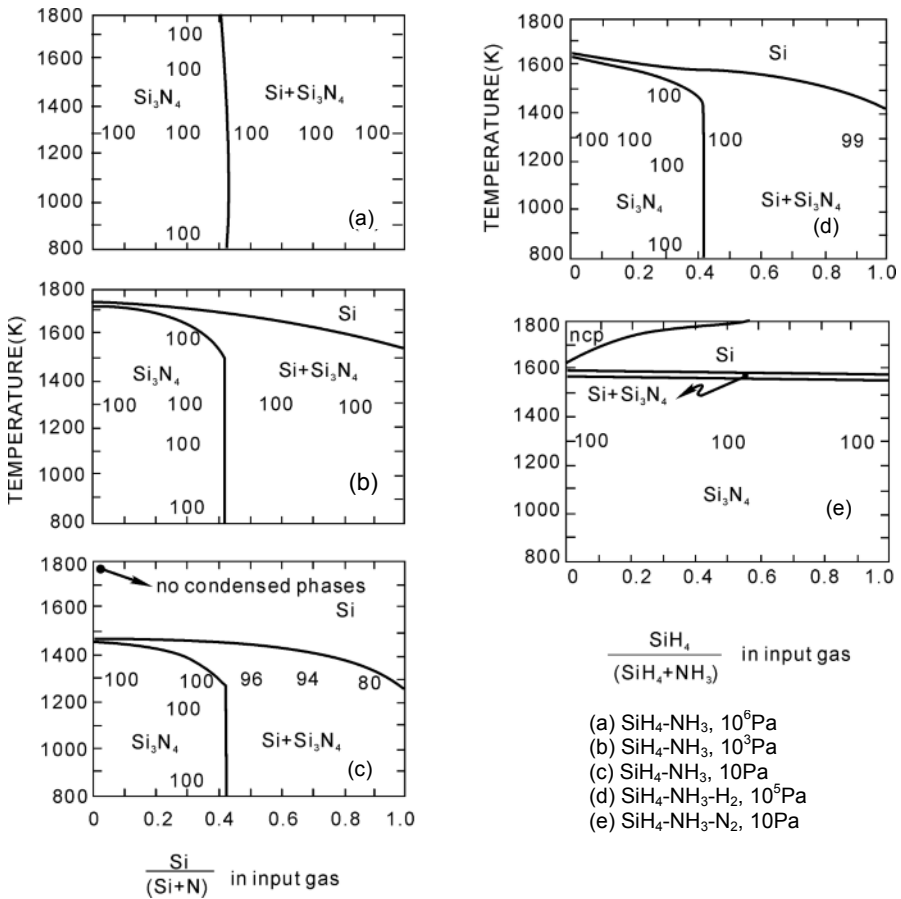 1800
1600
1400
1200
1000
800
100
100
Si₃N₄ Si+Si₃N₄
100 100 100 100 100
100
(a)
1800
1600
1400
1200
1000
800
TEMPERATURE(K)
Si
100
Si₃N₄ Si+Si₃N₄
100 100 100 100
100
100
(b)
1800
1600
1400
1200
1000
800
no condensed phases
Si
100 100 96 94 80
100
Si₃N₄ Si+Si₃N₄
100
(c)
0 0.2 0.4 0.6 0.8 1.0
Si
(Si+N) in input gas
1800
1600
1400
1200
1000
800
TEMPERATURE(K)
Si
100
100 100 100 99
100
Si₃N₄ Si+Si₃N₄
100
(d)
0 0.2 0.4 0.6 0.8 1.0
1800
1600
1400
1200
1000
800
ncp
Si
Si+Si₃N₄
100 100 100
Si₃N₄
(e)
0 0.2 0.4 0.6 0.8 1.0
SiH₄
(SiH₄+NH₃) in input gas
(a) SiH₄-NH₃, 10⁶Pa
(b) SiH₄-NH₃, 10³Pa
(c) SiH₄-NH₃, 10Pa
(d) SiH₄-NH₃-H₂, 10⁵Pa
(e) SiH₄-NH₃-N₂, 10Pa